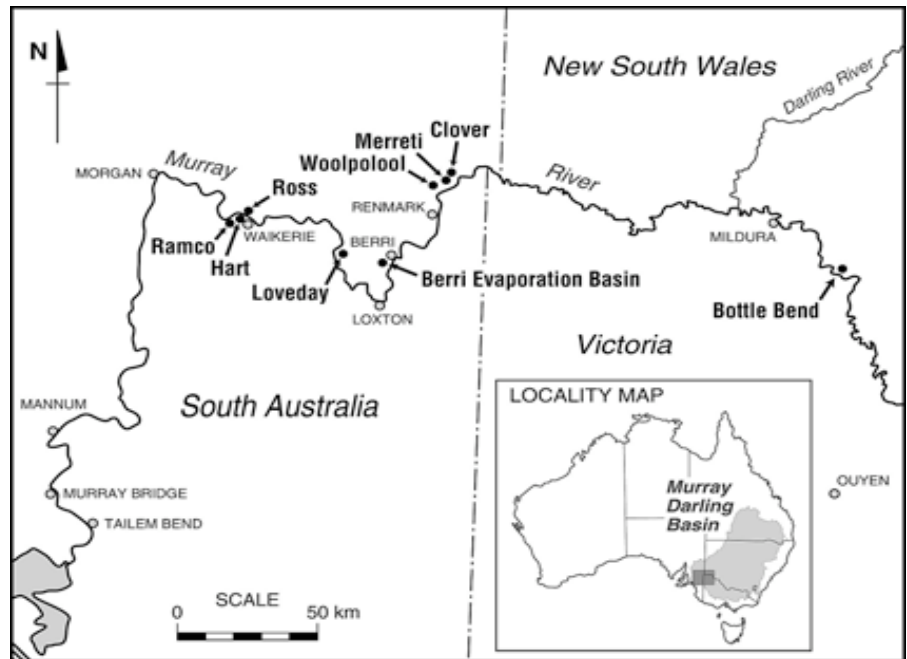 N
New South Wales
Darling River
Clover
Merreti
Woolpolool
Murray
River
MORGAN
Ross
RENMARK
WAIKERIE
MILDURA
Ramco
Hart
BERRI
Loveday
Berri Evaporation Basin
Bottle Bend
LOXTON
Victoria
South Australia
LOCALITY MAP
MANNUM
Murray
Darling
Basin
OUYEN
MURRAY BRIDGE
TAILEM BEND
SCALE
0
50 km